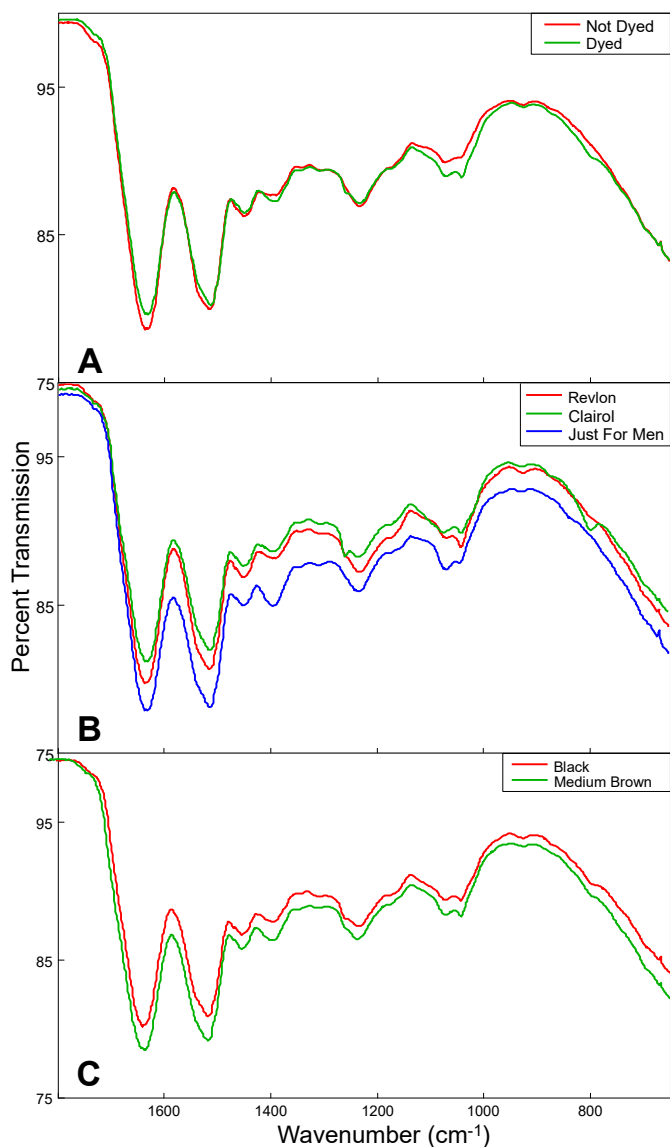 Not Dyed
Dyed
95
85
A
75
Revlon
Clairol
Just For Men
95
85
B
75
Black
Medium Brown
95
85
C
75
Percent Transmission
1600 1400 1200 1000 800
Wavenumber (cm-1)